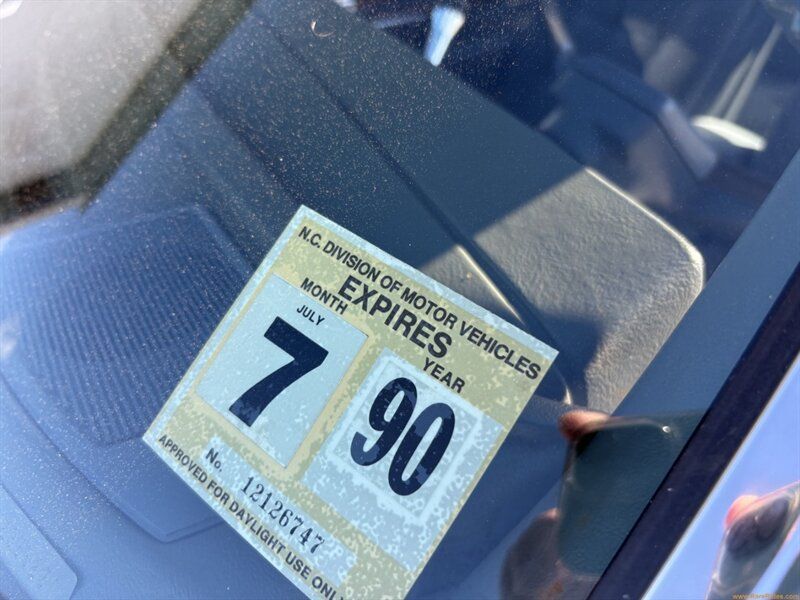 N.C. DIVISION OF MOTOR VEHICLES
EXPIRES
MONTH YEAR
JULY
7 90
No. 12126747
APPROVED FOR DAYLIGHT USE ONLY